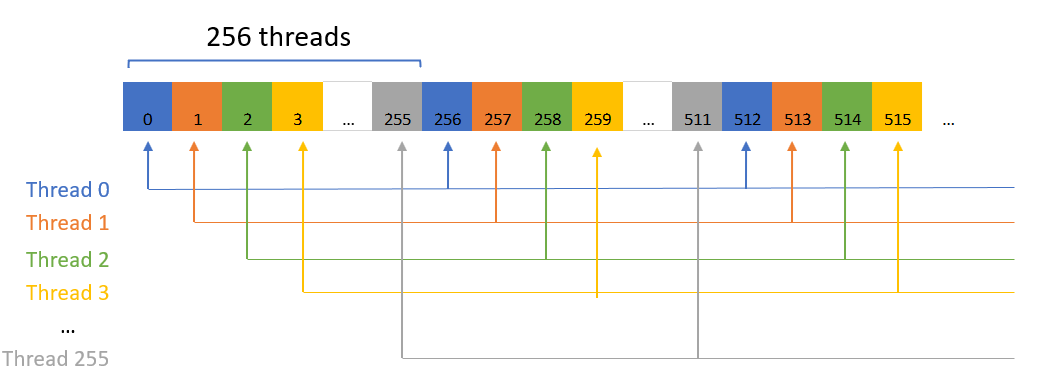 256 threads
0 1 2 3 ... 255 256 257 258 259 ... 511 512 513 514 515 ...
Thread 0
Thread 1
Thread 2
Thread 3
...
Thread 255